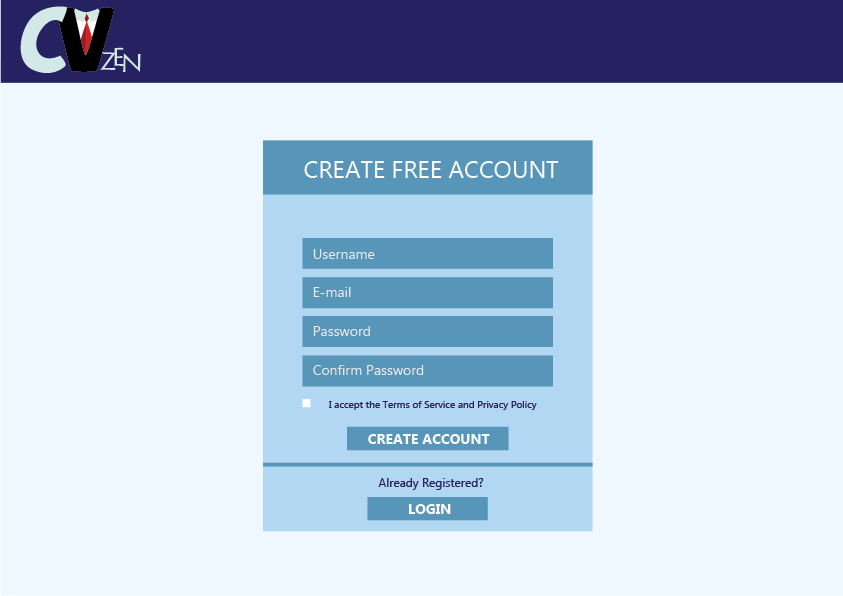 CV ZEN
CREATE FREE ACCOUNT
Username
E-mail
Password
Confirm Password
I accept the Terms of Service and Privacy Policy
CREATE ACCOUNT
Already Registered?
LOGIN